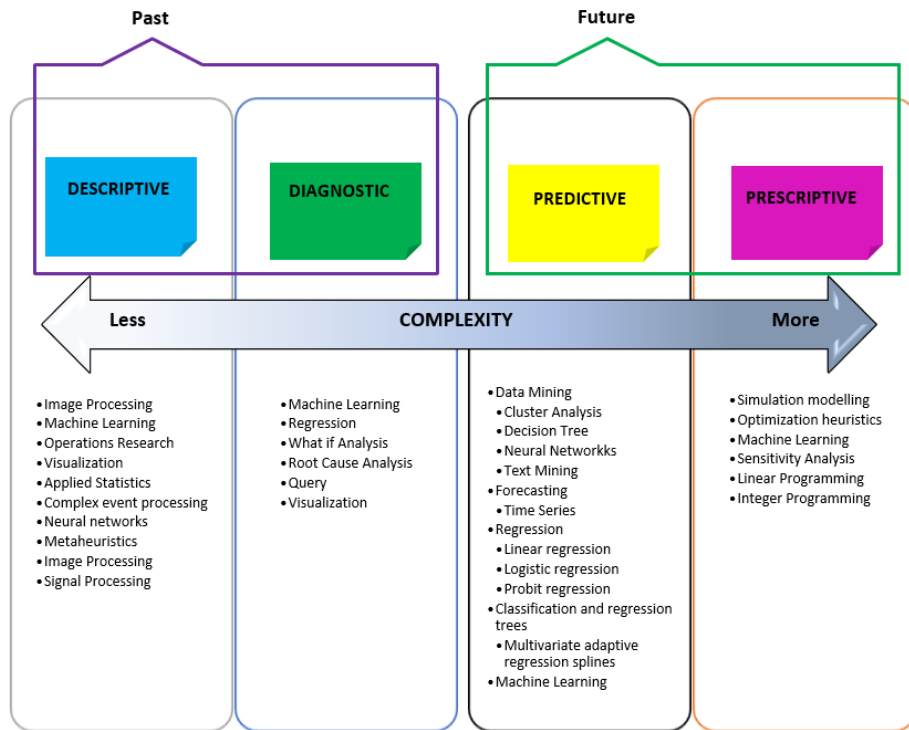 Past
Future
DESCRIPTIVE
DIAGNOSTIC
PREDICTIVE
PRESCRIPTIVE
Less
COMPLEXITY
More
•Image Processing
•Machine Learning
•Operations Research
•Visualization
•Applied Statistics
•Complex event processing
•Neural networks
•Metaheuristics
•Image Processing
•Signal Processing
•Machine Learning
•Regression
•What if Analysis
•Root Cause Analysis
•Query
•Visualization
•Data Mining
•Cluster Analysis
•Decision Tree
•Neural Networkks
•Text Mining
•Forecasting
•Time Series
•Regression
•Linear regression
•Logistic regression
•Probit regression
•Classification and regression
trees
•Multivariate adaptive
regression splines
•Machine Learning
•Simulation modelling
•Optimization heuristics
•Machine Learning
•Sensitivity Analysis
•Linear Programming
•Integer Programming